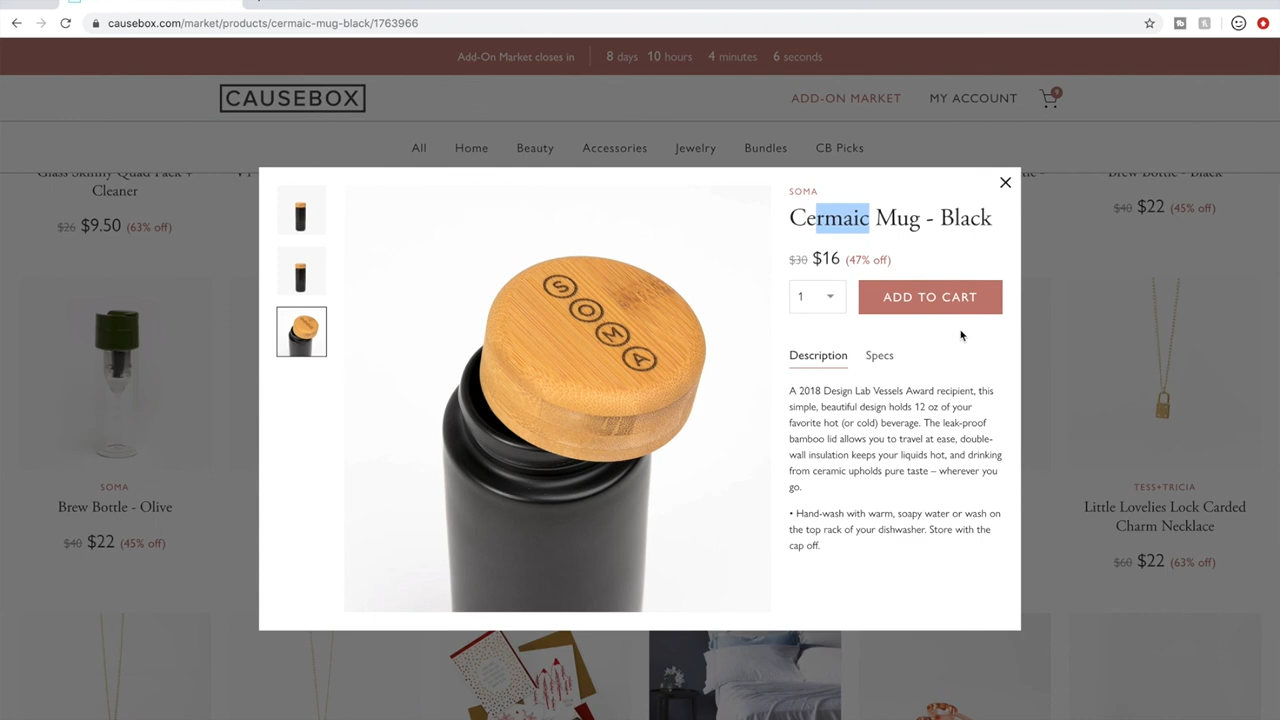 causebox.com/market/products/cermaic-mug-black/1763966
Add-On Market closes in 8 days 10 hours 4 minutes 6 seconds
CAUSEBOX
ADD-ON MARKET MY ACCOUNT 9
All Home Beauty Accessories Jewelry Bundles CB Picks
Cleaner
$26 $9.50 (63% off)
Brew Bottle - Black
$40 $22 (45% off)
SOMA
Brew Bottle - Olive
$40 $22 (45% off)
SOMA
SOMA
Cermaic Mug - Black
$30 $16 (47% off)
1 ADD TO CART
Description Specs
A 2018 Design Lab Vessels Award recipient, this
simple, beautiful design holds 12 oz of your
favorite hot (or cold) beverage. The leak-proof
bamboo lid allows you to travel at ease, double-
wall insulation keeps your liquids hot, and drinking
from ceramic upholds pure taste – wherever you
go.
• Hand-wash with warm, soapy water or wash on
the top rack of your dishwasher. Store with the
cap off.
TESS+TRICIA
Little Lovelies Lock Carded
Charm Necklace
$60 $22 (63% off)